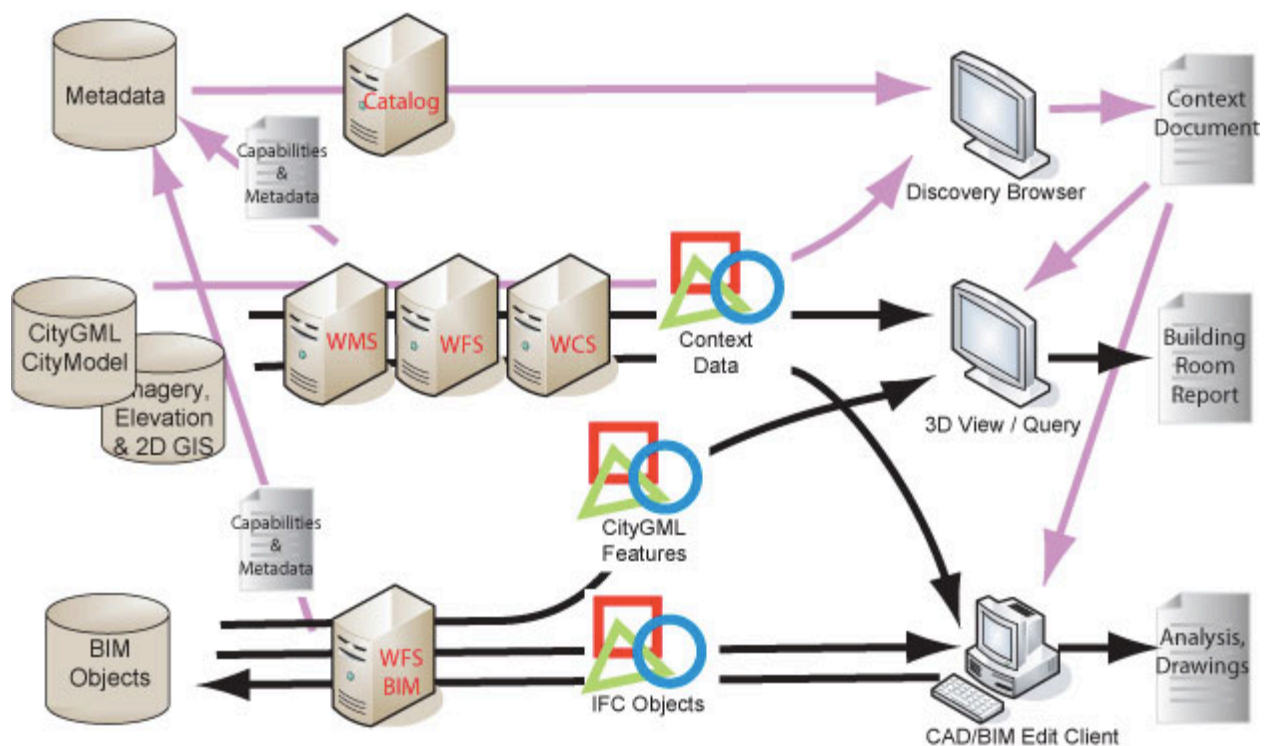 Metadata
Catalog
Capabilities
&
Metadata
Discovery Browser
Context
Document
CityGML
CityModel
Imagery,
Elevation
& 2D GIS
WMS
WFS
WCS
Context
Data
3D View / Query
Building
Room
Report
CityGML
Features
Capabilities
&
Metadata
BIM
Objects
WFS
BIM
IFC Objects
CAD/BIM Edit Client
Analysis,
Drawings